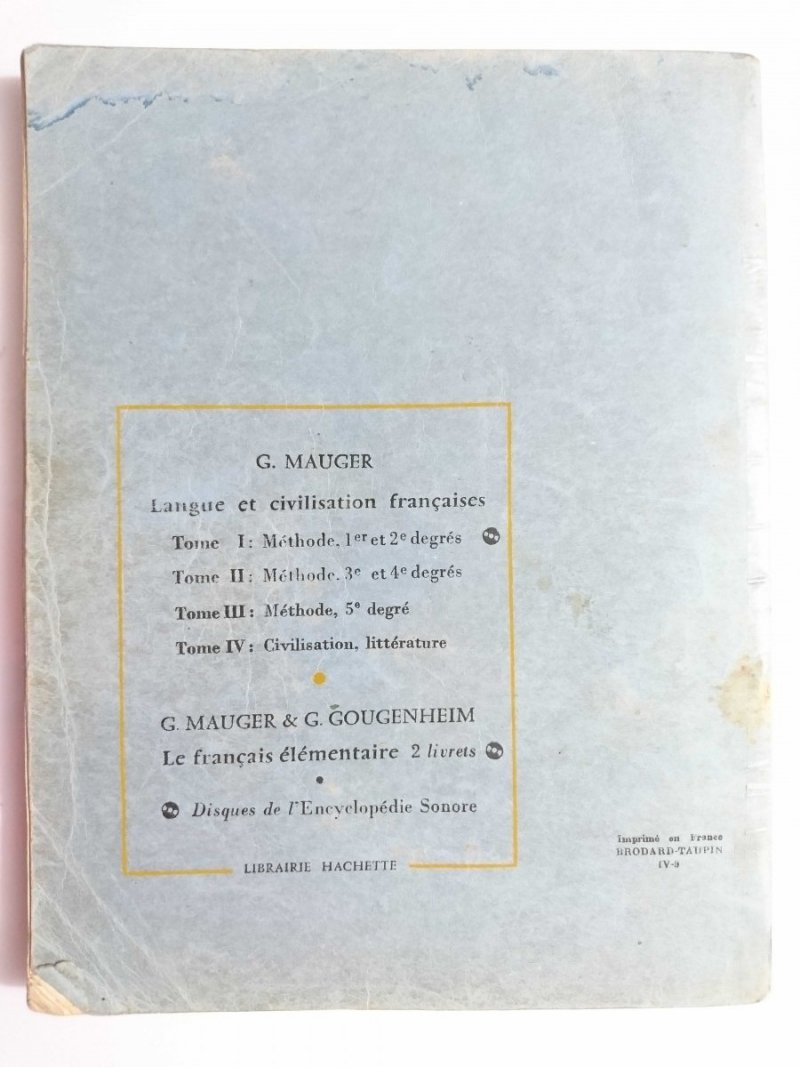 G. MAUGER
Langue et civilisation françaises
Tome I : Méthode, 1er et 2e degrés
Tome II : Méthode, 3e et 4e degrés
Tome III : Méthode, 5e degré
Tome IV : Civilisation, littérature
G. MAUGER & G. GOUGENHEIM
Le français élémentaire 2 livrets
Disques de l'Encyclopédie Sonore
LIBRAIRIE HACHETTE
Imprimé en France
BRODARD-TAUPIN